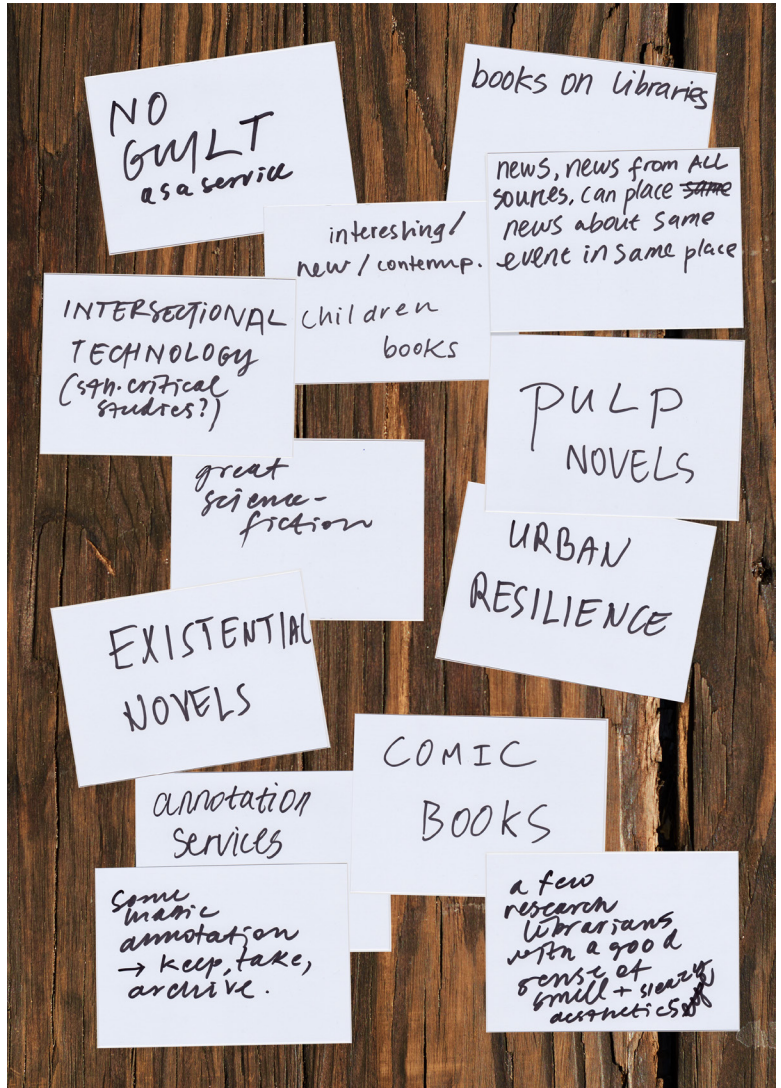 NO
GUILT
as a service
books on libraries
news, news from ALL
sources, can place same
news about same
event in same place
interesting/
new / contemp.
children
books
INTERSECTIONAL
TECHNOLOGY
(sth. critical
studies?)
PULP
NOVELS
great
science-
fiction
URBAN
RESILIENCE
EXISTENTIAL
NOVELS
COMIC
BOOKS
annotation
services
some
magic
annotation
→ keep, take,
archive.
a few
research
librarians
with a good
sense of
smell + sleazy
aesthetics